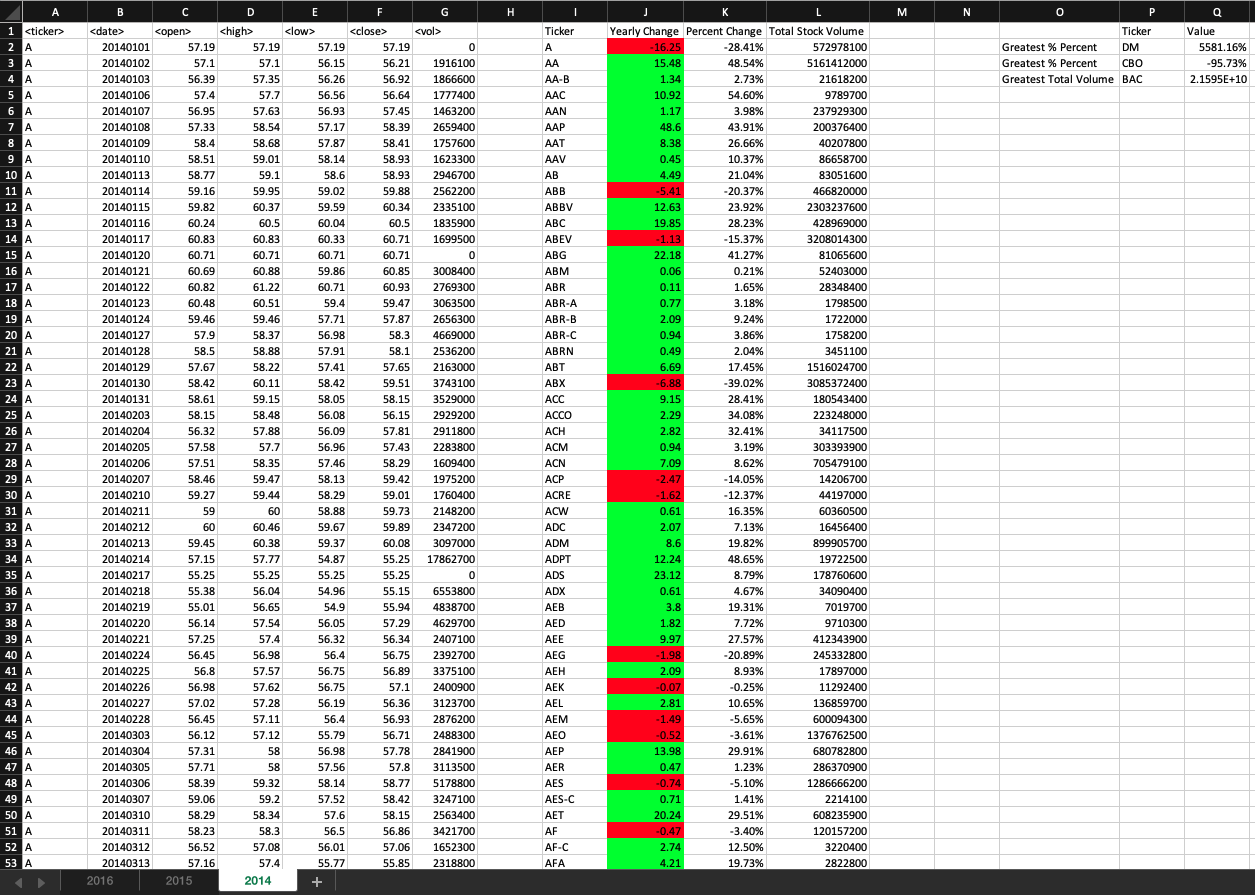 A B C D E F G H I J K L M N O P Q
1 <ticker> <date> <open> <high> <low> <close> <vol> Ticker Yearly Change Percent Change Total Stock Volume Ticker Value
2 A 20140101 57.19 57.19 57.19 57.19 0 A -16.25 -28.41% 572978100 Greatest % Percent DM 5581.16%
3 A 20140102 57.1 57.1 56.15 56.21 1916100 AA 15.48 48.54% 5161412000 Greatest % Percent CBO -95.73%
4 A 20140103 56.39 57.35 56.26 56.92 1866600 AA-B 1.34 2.73% 21618200 Greatest Total Volume BAC 2.1595E+10
5 A 20140106 57.4 57.7 56.56 56.64 1777400 AAC 10.92 54.60% 9789700
6 A 20140107 56.95 57.63 56.93 57.45 1463200 AAN 1.17 3.98% 237929300
7 A 20140108 57.33 58.54 57.17 58.39 2659400 AAP 48.6 43.91% 200376400
8 A 20140109 58.4 58.68 57.87 58.41 1757600 AAT 8.38 26.66% 40207800
9 A 20140110 58.51 59.01 58.14 58.93 1623300 AAV 0.45 10.37% 86658700
10 A 20140113 58.77 59.1 58.6 58.93 2946700 AB 4.49 21.04% 83051600
11 A 20140114 59.16 59.95 59.02 59.88 2562200 ABB -5.41 -20.37% 466820000
12 A 20140115 59.82 60.37 59.59 60.34 2335100 ABBV 12.63 23.92% 2303237600
13 A 20140116 60.24 60.5 60.04 60.5 1835900 ABC 19.85 28.23% 428969000
14 A 20140117 60.83 60.83 60.33 60.71 1699500 ABEV -1.13 -15.37% 3208014300
15 A 20140120 60.71 60.71 60.71 60.71 0 ABG 22.18 41.27% 81065600
16 A 20140121 60.69 60.88 59.86 60.85 3008400 ABM 0.06 0.21% 52403000
17 A 20140122 60.82 61.22 60.71 60.93 2769300 ABR 0.11 1.65% 28348400
18 A 20140123 60.48 60.51 59.4 59.47 3063500 ABR-A 0.77 3.18% 1798500
19 A 20140124 59.46 59.46 57.71 57.87 2656300 ABR-B 2.09 9.24% 1722000
20 A 20140127 57.9 58.37 56.98 58.3 4669000 ABR-C 0.94 3.86% 1758200
21 A 20140128 58.5 58.88 57.91 58.1 2536200 ABRN 0.49 2.04% 3451100
22 A 20140129 57.67 58.22 57.41 57.65 2163000 ABT 6.69 17.45% 1516024700
23 A 20140130 58.42 60.11 58.42 59.51 3743100 ABX -6.88 -39.02% 3085372400
24 A 20140131 58.61 59.15 58.05 58.15 3529000 ACC 9.15 28.41% 180543400
25 A 20140203 58.15 58.48 56.08 56.15 2929200 ACCO 2.29 34.08% 223248000
26 A 20140204 56.32 57.88 56.09 57.81 2911800 ACH 2.82 32.41% 34117500
27 A 20140205 57.58 57.7 56.96 57.43 2283800 ACM 0.94 3.19% 303393900
28 A 20140206 57.51 58.35 57.46 58.29 1609400 ACN 7.09 8.62% 705479100
29 A 20140207 58.46 59.47 58.13 59.42 1975200 ACP -2.47 -14.05% 14206700
30 A 20140210 59.27 59.44 58.29 59.01 1760400 ACRE -1.62 -12.37% 44197000
31 A 20140211 59 60 58.88 59.73 2148200 ACW 0.61 16.35% 60360500
32 A 20140212 60 60.46 59.67 59.89 2347200 ADC 2.07 7.13% 16456400
33 A 20140213 59.45 60.38 59.37 60.08 3097000 ADM 8.6 19.82% 899905700
34 A 20140214 57.15 57.77 54.87 55.25 17862700 ADPT 12.24 48.65% 19722500
35 A 20140217 55.25 55.25 55.25 55.25 0 ADS 23.12 8.79% 178760600
36 A 20140218 55.38 56.04 54.96 55.15 6553800 ADX 0.61 4.67% 34090400
37 A 20140219 55.01 56.65 54.9 55.94 4838700 AEB 3.8 19.31% 7019700
38 A 20140220 56.14 57.54 56.05 57.29 4629700 AED 1.82 7.72% 9710300
39 A 20140221 57.25 57.4 56.32 56.34 2407100 AEE 9.97 27.57% 412343900
40 A 20140224 56.45 56.98 56.4 56.75 2392700 AEG -1.98 -20.89% 245332800
41 A 20140225 56.8 57.57 56.75 56.89 3375100 AEH 2.09 8.93% 17897000
42 A 20140226 56.98 57.62 56.75 57.1 2400900 AEK -0.07 -0.25% 11292400
43 A 20140227 57.02 57.28 56.19 56.36 3123700 AEL 2.81 10.65% 136859700
44 A 20140228 56.45 57.11 56.4 56.93 2876200 AEM -1.49 -5.65% 600094300
45 A 20140303 56.12 57.12 55.79 56.71 2488300 AEO -0.52 -3.61% 1376762500
46 A 20140304 57.31 58 56.98 57.78 2841900 AEP 13.98 29.91% 680782800
47 A 20140305 57.71 58 57.56 57.8 3113500 AER 0.47 1.23% 286370900
48 A 20140306 58.39 59.32 58.14 58.77 5178800 AES -0.74 -5.10% 1286666200
49 A 20140307 59.06 59.2 57.52 58.42 3247100 AES-C 0.71 1.41% 2214100
50 A 20140310 58.29 58.34 57.6 58.15 2563400 AET 20.24 29.51% 608235900
51 A 20140311 58.23 58.3 56.5 56.86 3421700 AF -0.47 -3.40% 120157200
52 A 20140312 56.52 57.08 56.01 57.06 1652300 AF-C 2.74 12.50% 3220400
53 A 20140313 57.16 57.4 55.77 55.85 2318800 AFA 4.21 19.73% 2822800
2016 2015 2014 +